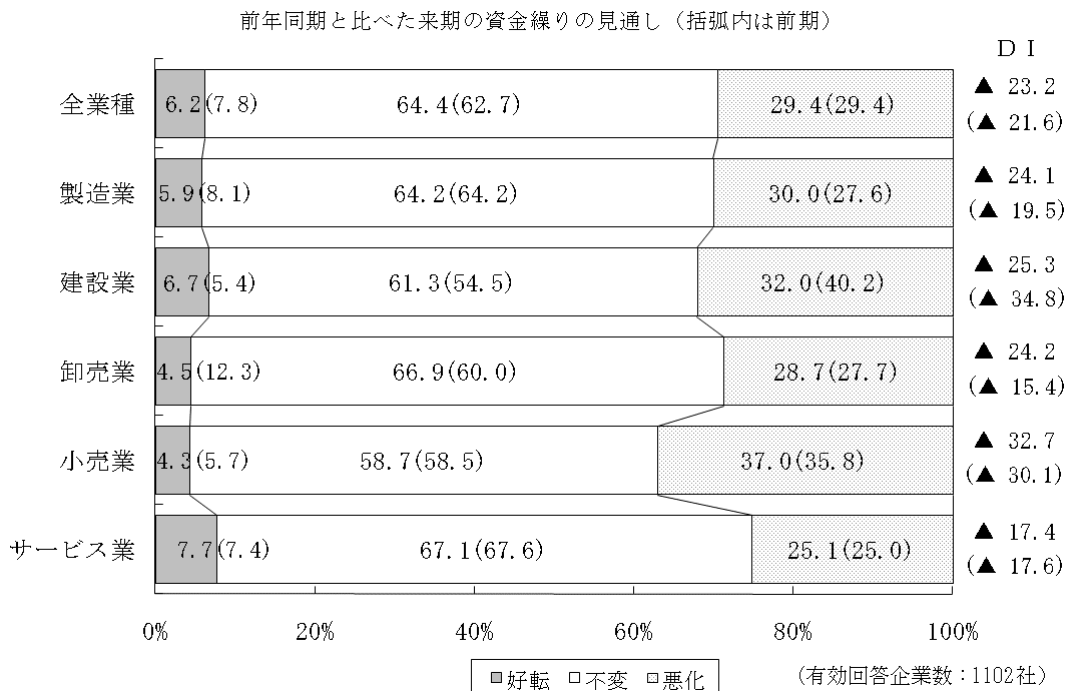 前年同期と比べた来期の資金繰りの見通し（括弧内は前期）
ＤＩ
全業種 6.2(7.8) 64.4(62.7) 29.4(29.4) ▲ 23.2
(▲ 21.6)
製造業 5.9(8.1) 64.2(64.2) 30.0(27.6) ▲ 24.1
(▲ 19.5)
建設業 6.7(5.4) 61.3(54.5) 32.0(40.2) ▲ 25.3
(▲ 34.8)
卸売業 4.5(12.3) 66.9(60.0) 28.7(27.7) ▲ 24.2
(▲ 15.4)
小売業 4.3(5.7) 58.7(58.5) 37.0(35.8) ▲ 32.7
(▲ 30.1)
サービス業 7.7(7.4) 67.1(67.6) 25.1(25.0) ▲ 17.4
(▲ 17.6)
0% 20% 40% 60% 80% 100%
好転 不変 悪化 (有効回答企業数：1102社)